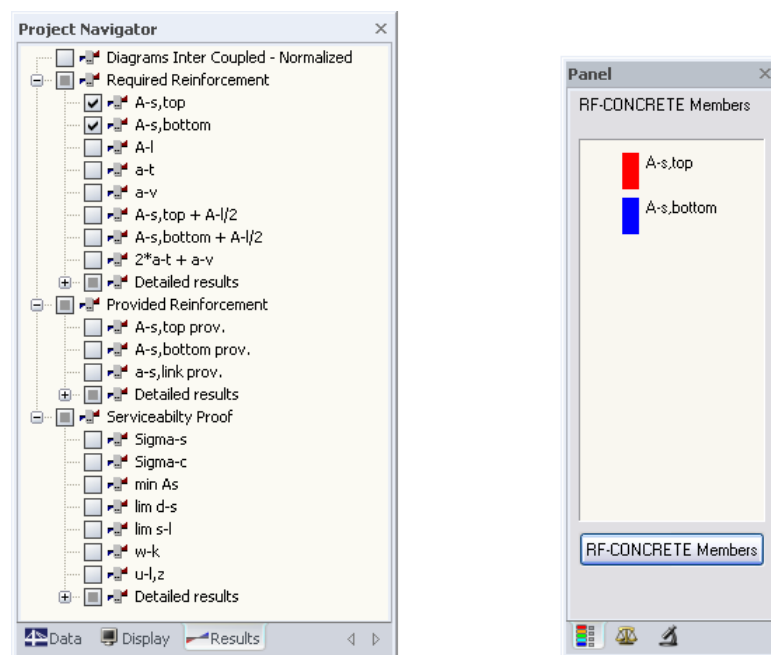 Project Navigator
Diagrams Inter Coupled - Normalized
Required Reinforcement
A-s,top
A-s,bottom
A-l
a-t
a-v
A-s,top + A-l/2
A-s,bottom + A-l/2
2*a-t + a-v
Detailed results
Provided Reinforcement
A-s,top prov.
A-s,bottom prov.
a-s,link prov.
Detailed results
Serviceabilty Proof
Sigma-s
Sigma-c
min As
lim d-s
lim s-l
w-k
u-l,z
Detailed results
Data Display Results
Panel
RF-CONCRETE Members
A-s,top
A-s,bottom
RF-CONCRETE Members